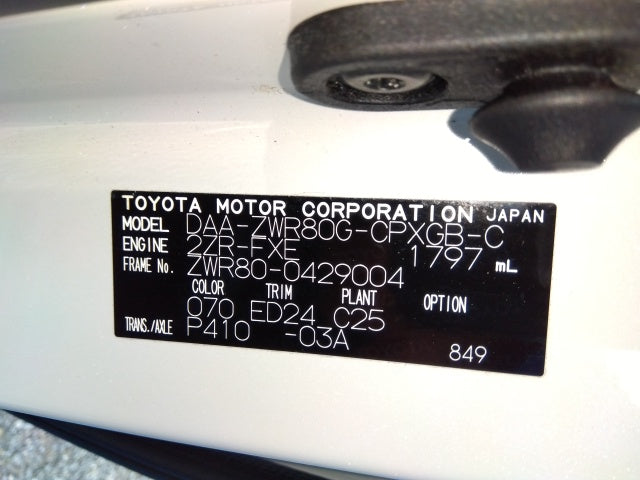 TOYOTA MOTOR CORPORATION JAPAN
MODEL DAA-ZWR80G-CPXGB-C
ENGINE 2ZR-FXE 1797 mL
FRAME No. ZWR80-0429004
COLOR TRIM PLANT OPTION
070 ED24 C25
TRANS./AXLE P410 -03A
849